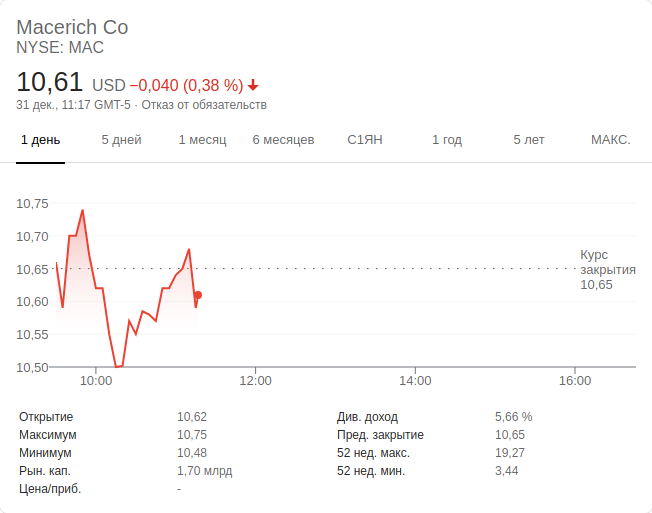 Macerich Co
NYSE: MAC
10,61 USD −0,040 (0,38 %)
31 дек., 11:17 GMT-5 · Отказ от обязательств
1 день 5 дней 1 месяц 6 месяцев С1ЯН 1 год 5 лет МАКС.
10,75
10,70
10,65
10,60
10,55
10,50
Курс
закрытия
10,65
10:00 12:00 14:00 16:00
Открытие 10,62
Максимум 10,75
Минимум 10,48
Рын. кап. 1,70 млрд
Цена/приб. -
Див. доход 5,66 %
Пред. закрытие 10,65
52 нед. макс. 19,27
52 нед. мин. 3,44